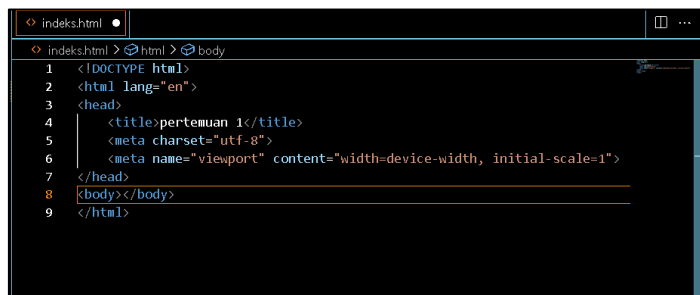 <> indeks.html ●
<> indeks.html > html > body
1 <!DOCTYPE html>
2 <html lang="en">
3 <head>
4     <title>pertemuan 1</title>
5     <meta charset="utf-8">
6     <meta name="viewport" content="width=device-width, initial-scale=1">
7 </head>
8 <body></body>
9 </html>